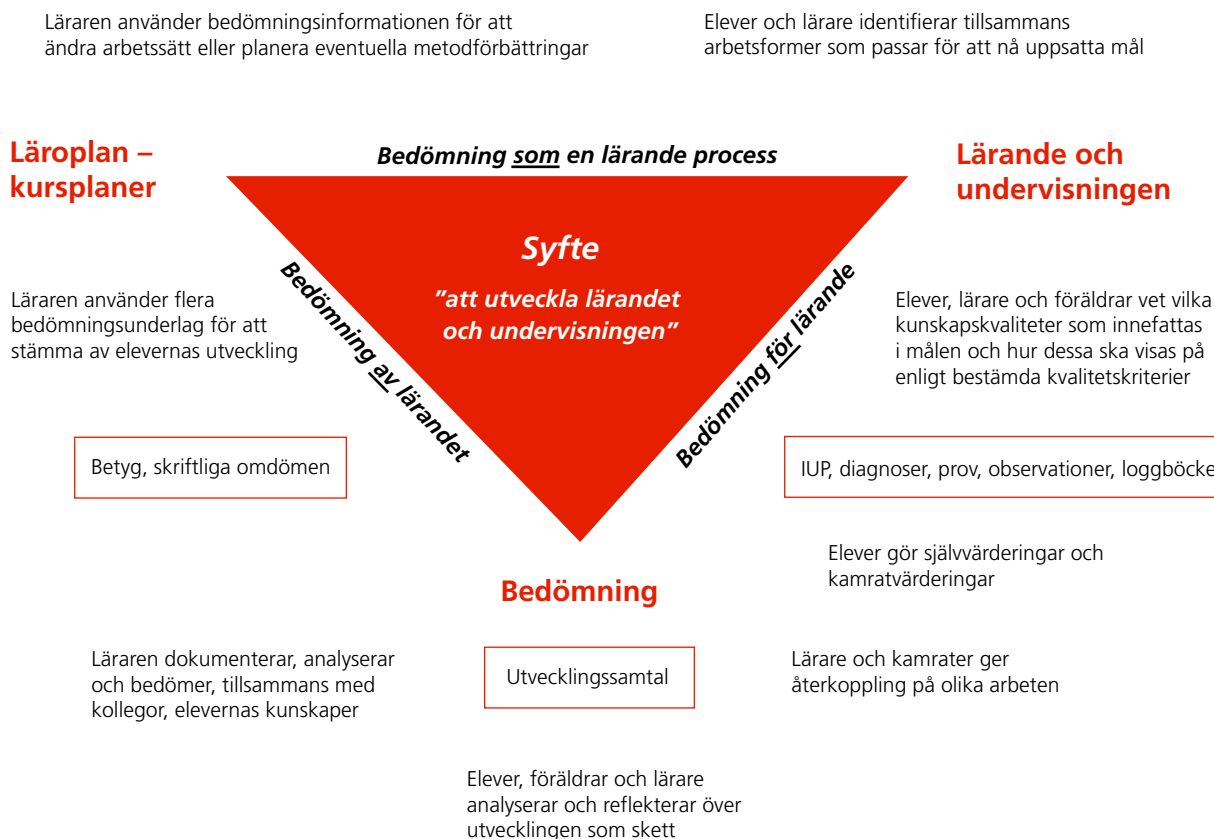 Läraren använder bedömningsinformationen för att
ändra arbetssätt eller planera eventuella metodförbättringar
Elever och lärare identifierar tillsammans
arbetsformer som passar för att nå uppsatta mål
Läroplan –
kursplaner
Bedömning som en lärande process
Lärande och
undervisningen
Syfte
”att utveckla lärandet
och undervisningen”
Bedömning av lärandet
Bedömning för lärande
Läraren använder flera
bedömningsunderlag för att
stämma av elevernas utveckling
Elever, lärare och föräldrar vet vilka
kunskapskvaliteter som innefattas
i målen och hur dessa ska visas på
enligt bestämda kvalitetskriterier
Betyg, skriftliga omdömen
IUP, diagnoser, prov, observationer, loggböcke
Elever gör självvärderingar och
kamratvärderingar
Bedömning
Läraren dokumenterar, analyserar
och bedömer, tillsammans med
kollegor, elevernas kunskaper
Utvecklingssamtal
Lärare och kamrater ger
återkoppling på olika arbeten
Elever, föräldrar och lärare
analyserar och reflekterar över
utvecklingen som skett